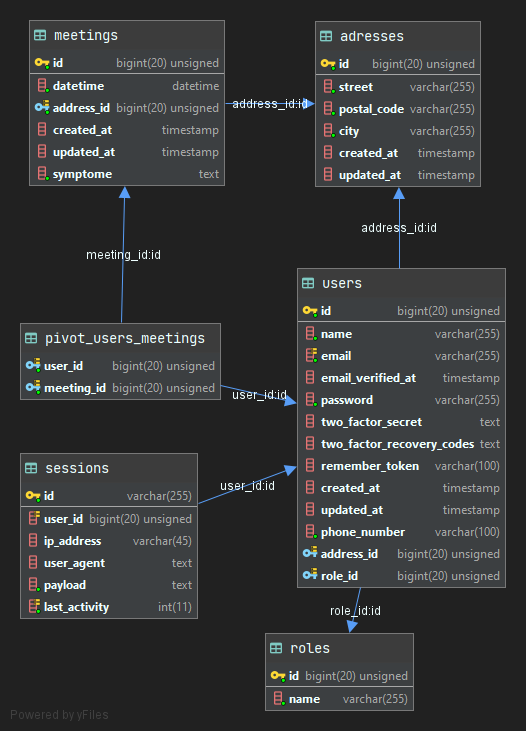 meetings
id bigint(20) unsigned
datetime datetime
address_id bigint(20) unsigned
created_at timestamp
updated_at timestamp
symptome text
adresses
id bigint(20) unsigned
street varchar(255)
postal_code varchar(255)
city varchar(255)
created_at timestamp
updated_at timestamp
address_id:id
address_id:id
meeting_id:id
pivot_users_meetings
user_id bigint(20) unsigned
meeting_id bigint(20) unsigned
user_id:id
users
id bigint(20) unsigned
name varchar(255)
email varchar(255)
email_verified_at timestamp
password varchar(255)
two_factor_secret text
two_factor_recovery_codes text
remember_token varchar(100)
created_at timestamp
updated_at timestamp
phone_number varchar(100)
address_id bigint(20) unsigned
role_id bigint(20) unsigned
sessions
id varchar(255)
user_id bigint(20) unsigned
ip_address varchar(45)
user_agent text
payload text
last_activity int(11)
user_id:id
role_id:id
roles
id bigint(20) unsigned
name varchar(255)
Powered by yFiles